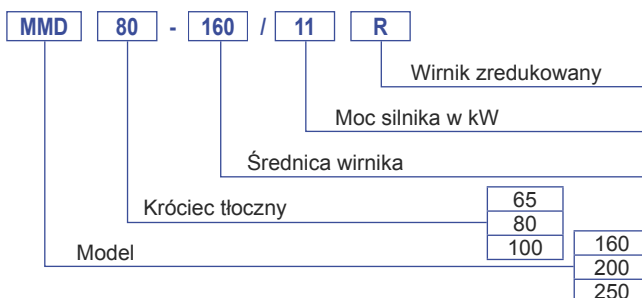 MMD 80 - 160 / 11 R
Wirnik zredukowany
Moc silnika w kW
Średnica wirnika
Króciec tłoczny
65
80
100
Model
160
200
250